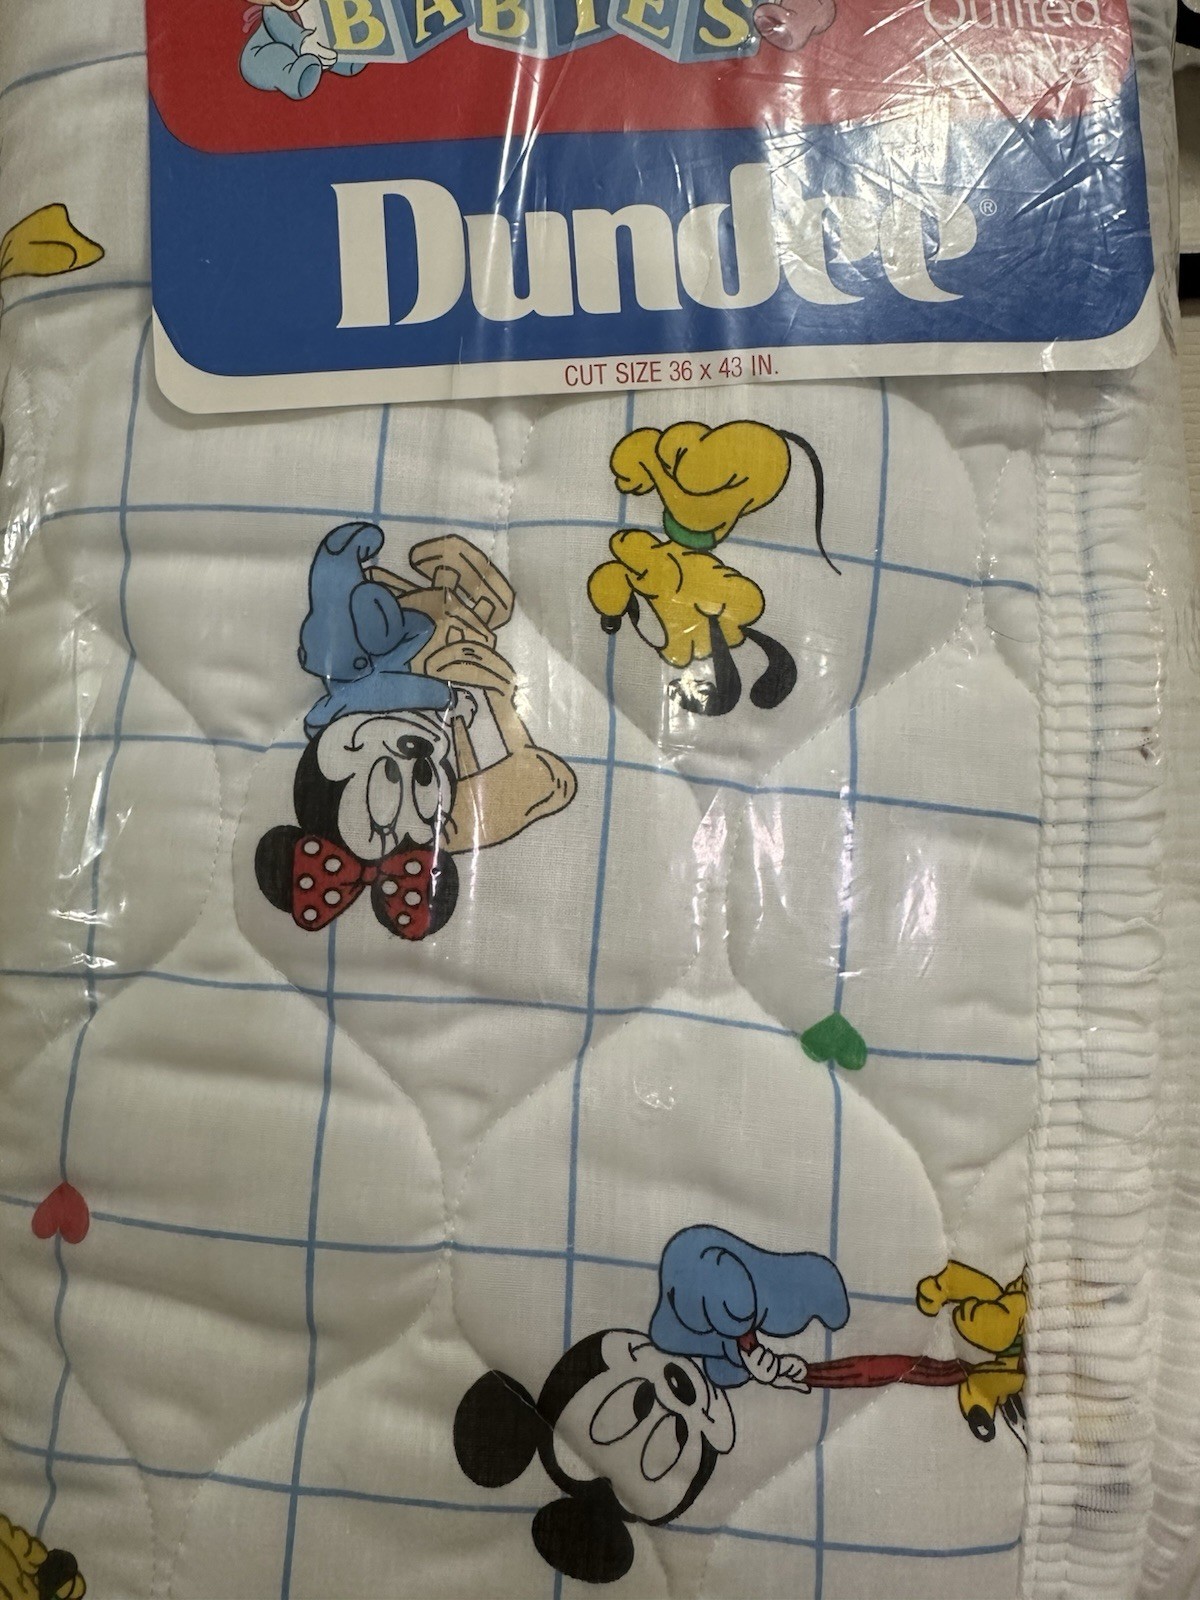 BABIES
Quilted
Dundee®
CUT SIZE 36 x 43 IN.